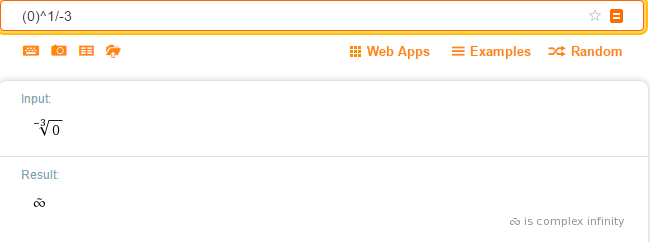 (0)^1/-3
Web Apps Examples Random
Input:
−3√0
Result:
∞̃
∞̃ is complex infinity